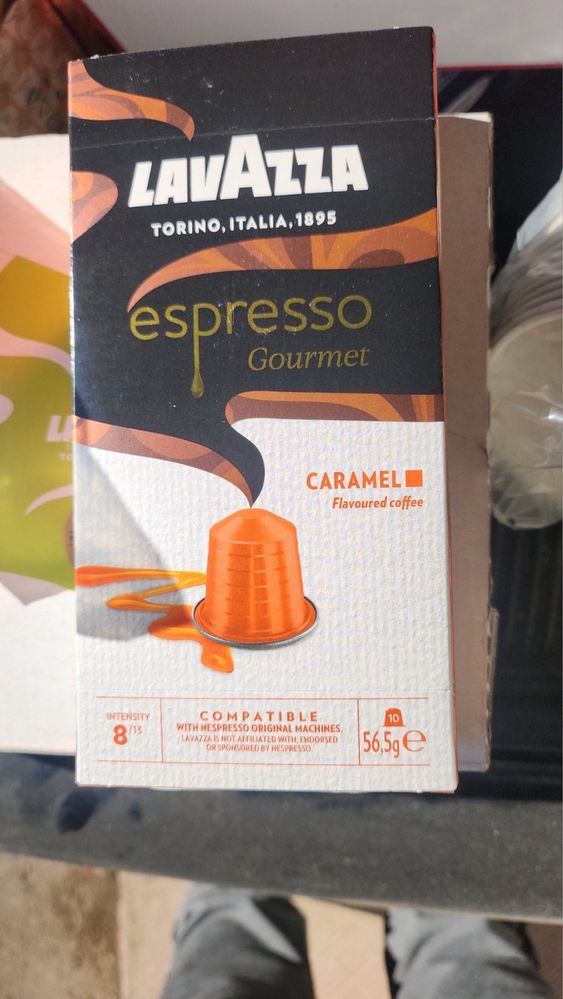 LAVAZZA
TORINO, ITALIA, 1895
espresso
Gourmet
CARAMEL
Flavoured coffee
INTENSITY
8/13
COMPATIBLE
WITH NESPRESSO ORIGINAL MACHINES.
LAVAZZA IS NOT AFFILIATED WITH, ENDORSED
OR SPONSORED BY NESPRESSO.
10
56,5g ℮